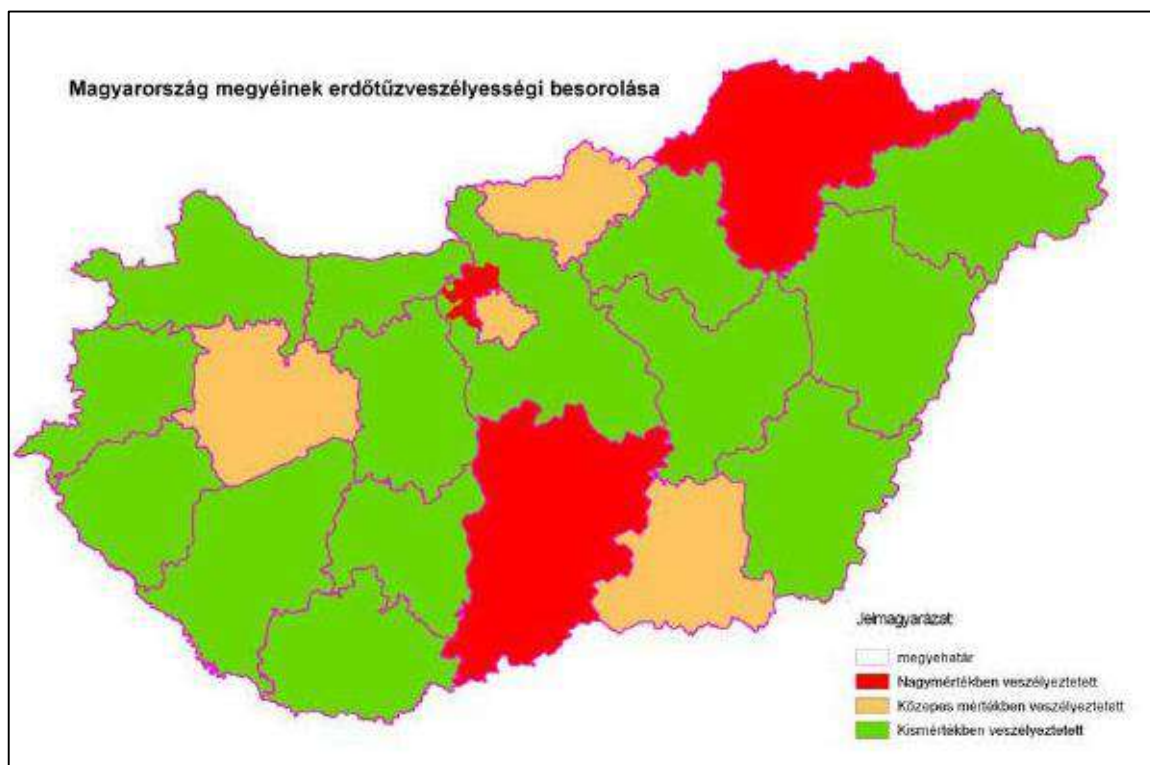 Magyarország megyéinek erdőtűzveszélyességi besorolása
Jelmagyarázat
megyehatár
Nagymértékben veszélyeztetett
Közepes mértékben veszélyeztetett
Kismértékben veszélyeztetett